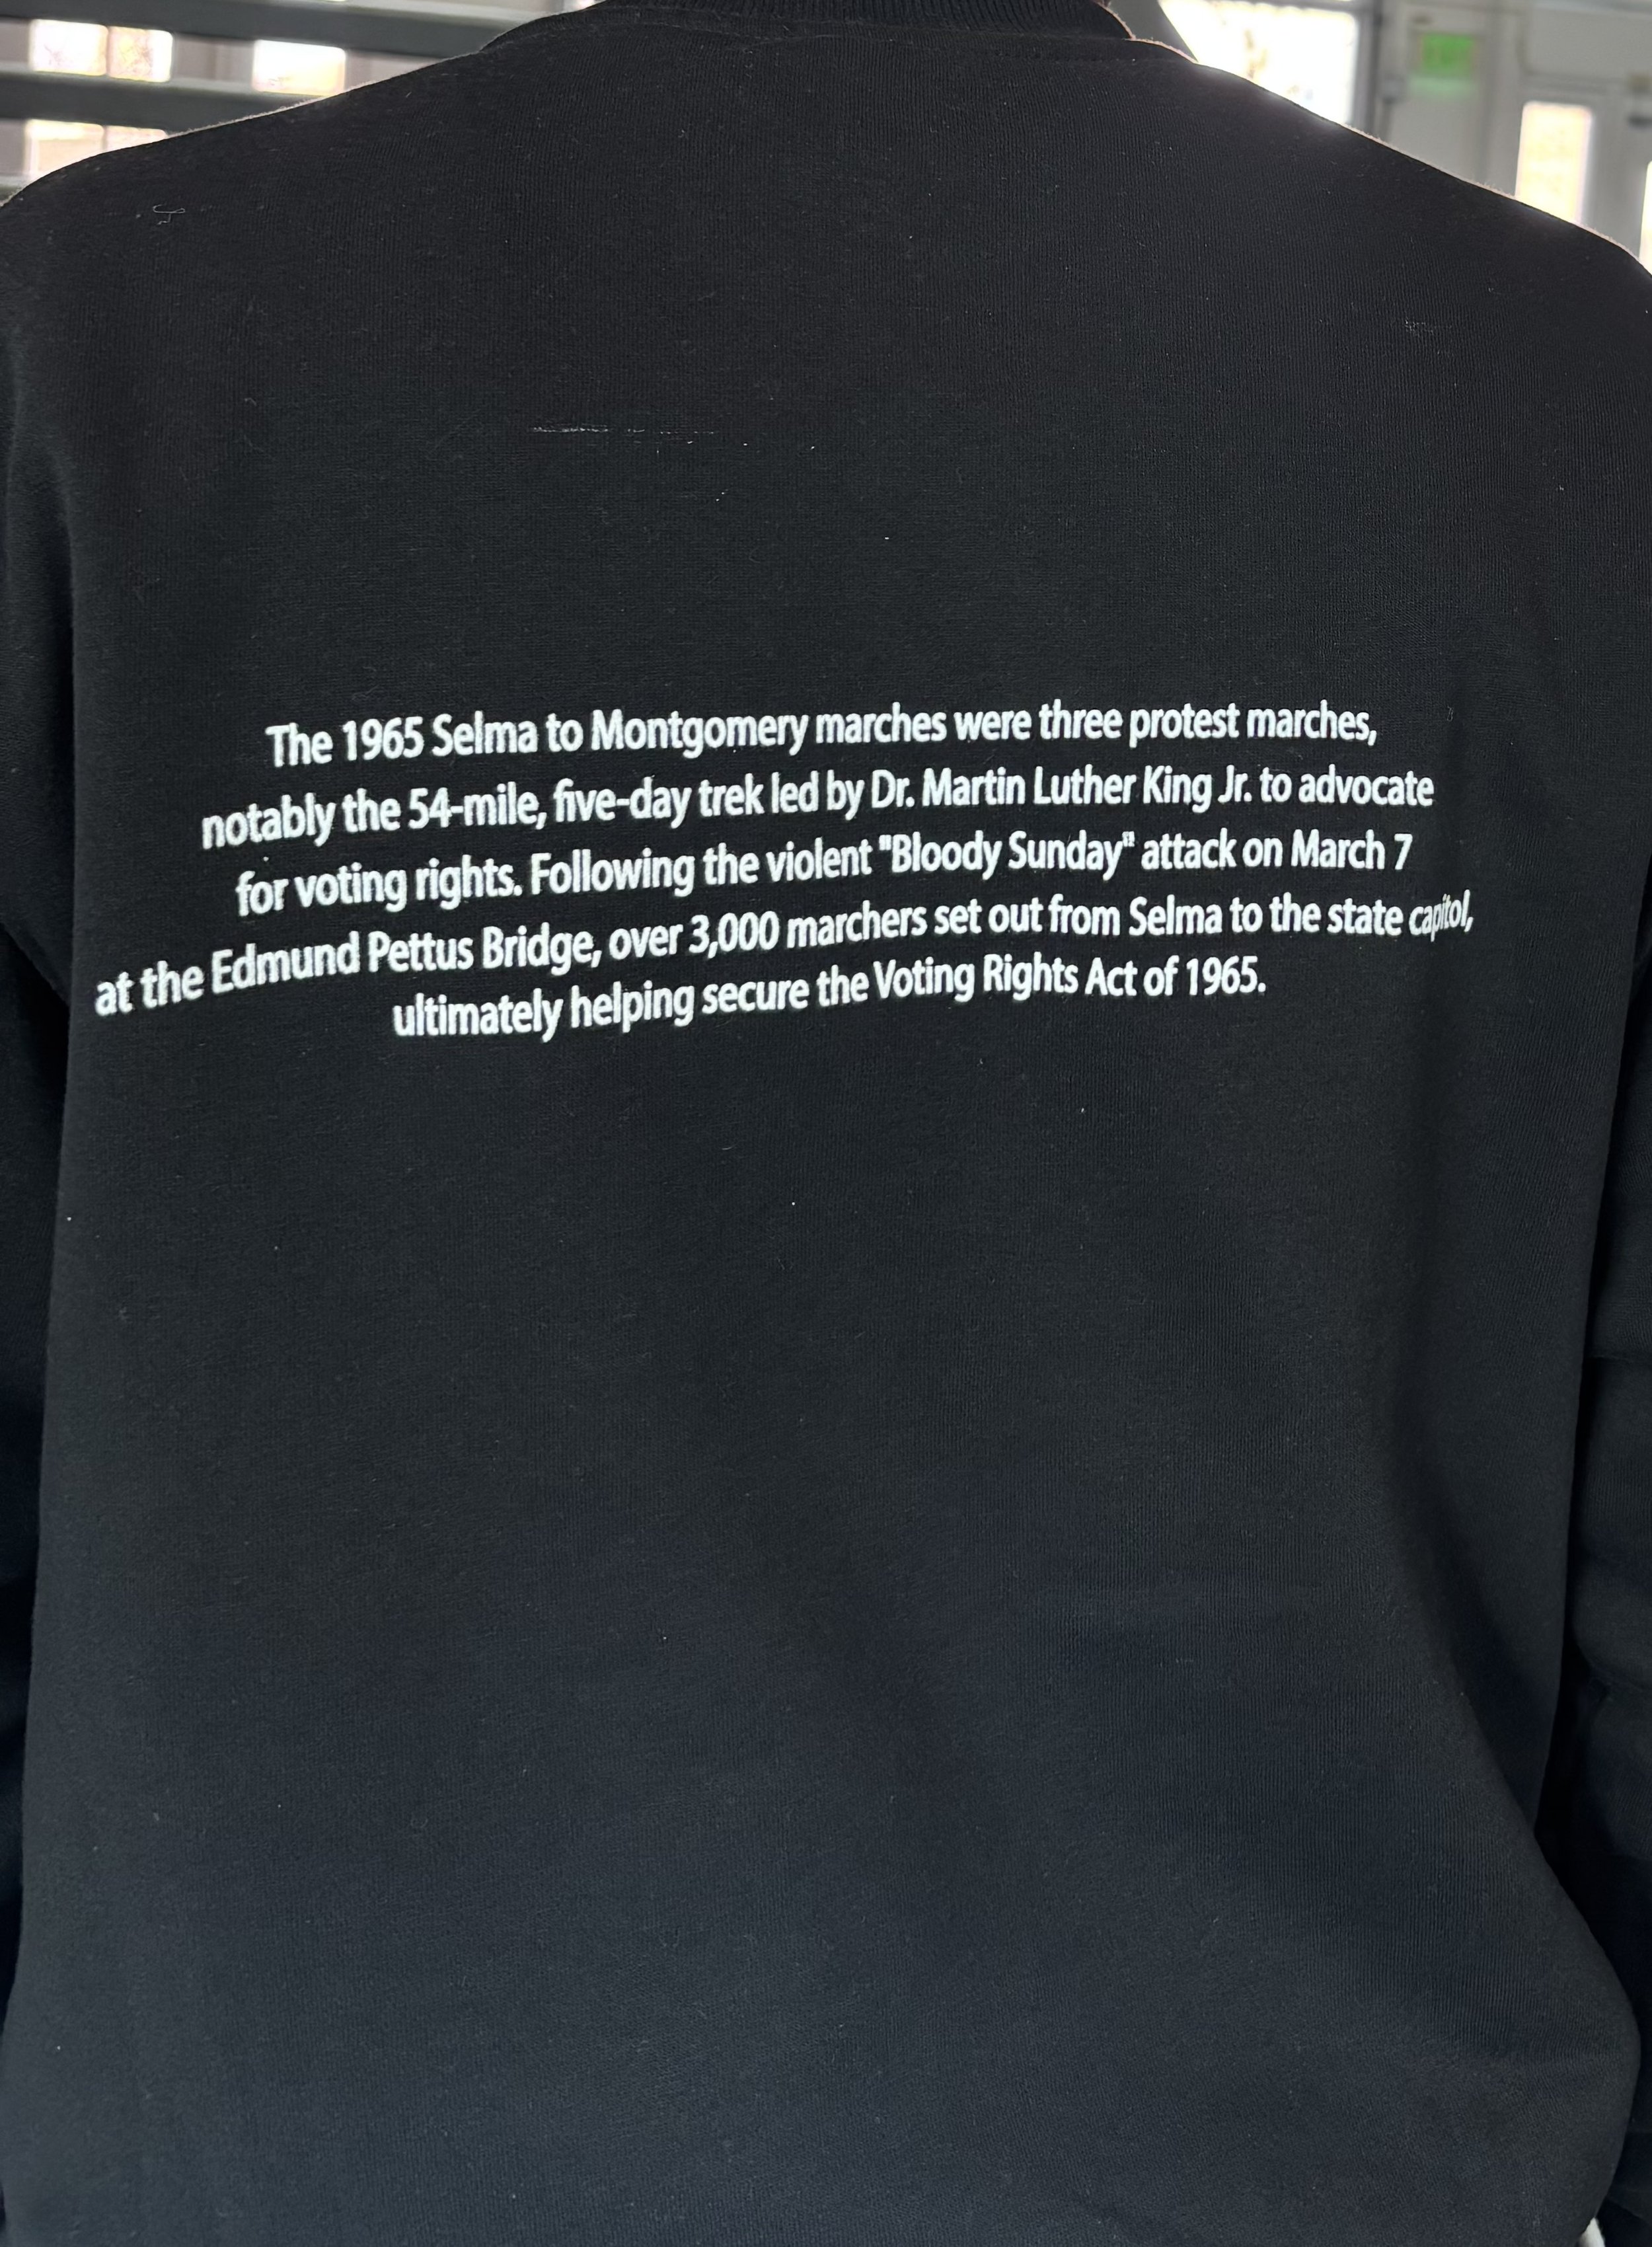 The 1965 Selma to Montgomery marches were three protest marches,
notably the 54-mile, five-day trek led by Dr. Martin Luther King Jr. to advocate
for voting rights. Following the violent "Bloody Sunday" attack on March 7
at the Edmund Pettus Bridge, over 3,000 marchers set out from Selma to the state capitol,
ultimately helping secure the Voting Rights Act of 1965.